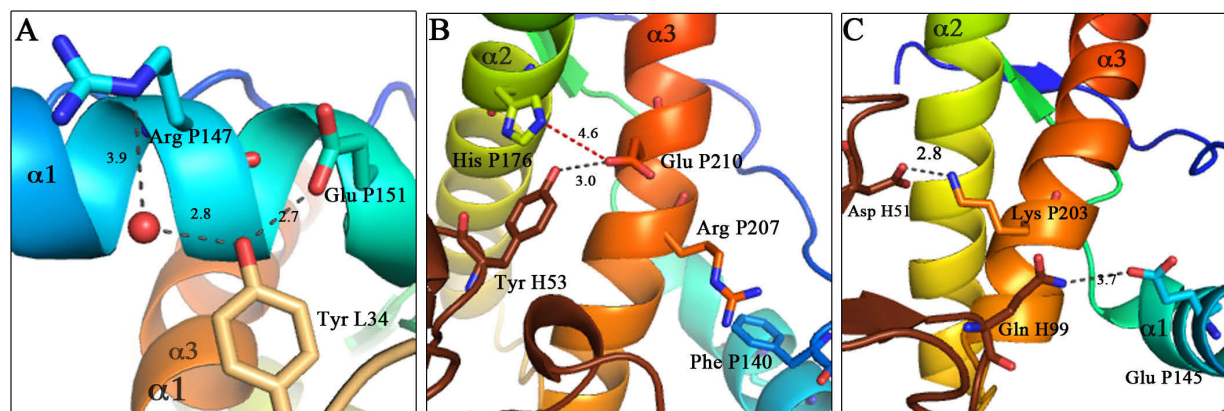 A
Arg P147
α1
3.9
Glu P151
2.8
2.7
Tyr L34
α3
α1
B
α3
α2
4.6
His P176
Glu P210
3.0
Arg P207
Tyr H53
Phe P140
C
α2
α3
2.8
Asp H51
Lys P203
3.7
Gln H99
α1
Glu P145